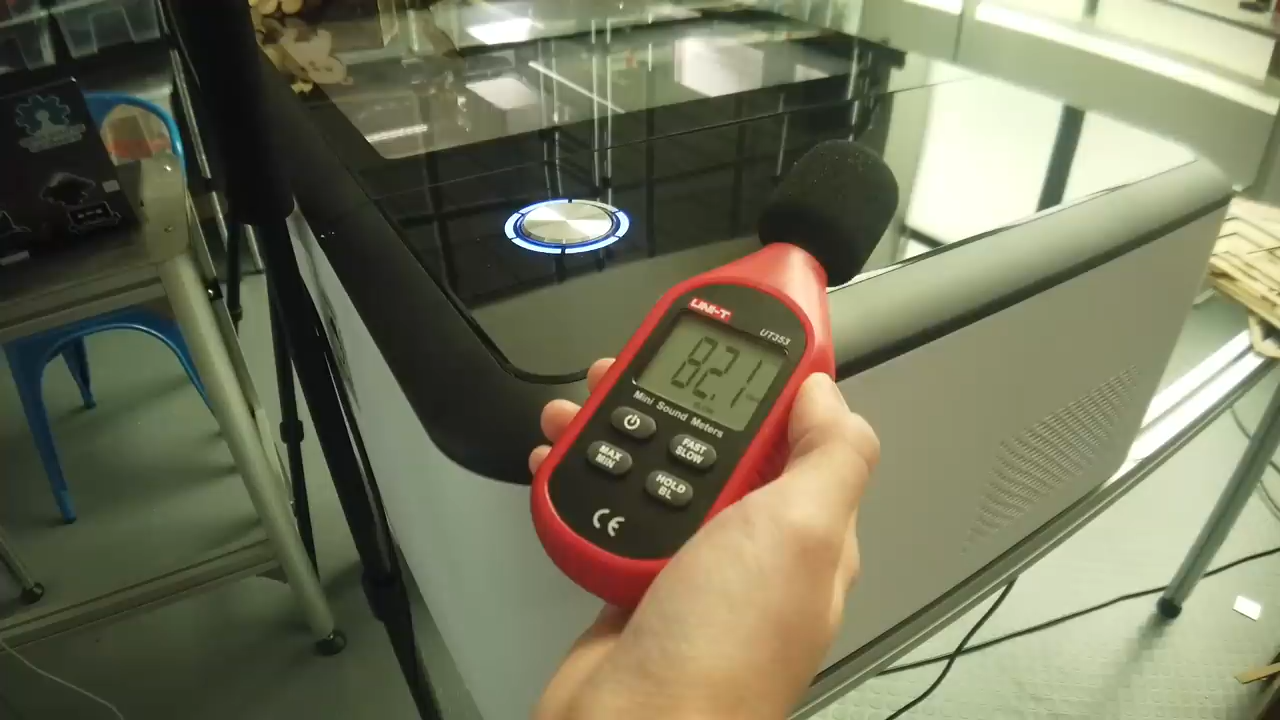 UNI-T
UT353
82.1
Mini Sound Meters
FAST
SLOW
MAX
MIN
HOLD
BL
CE